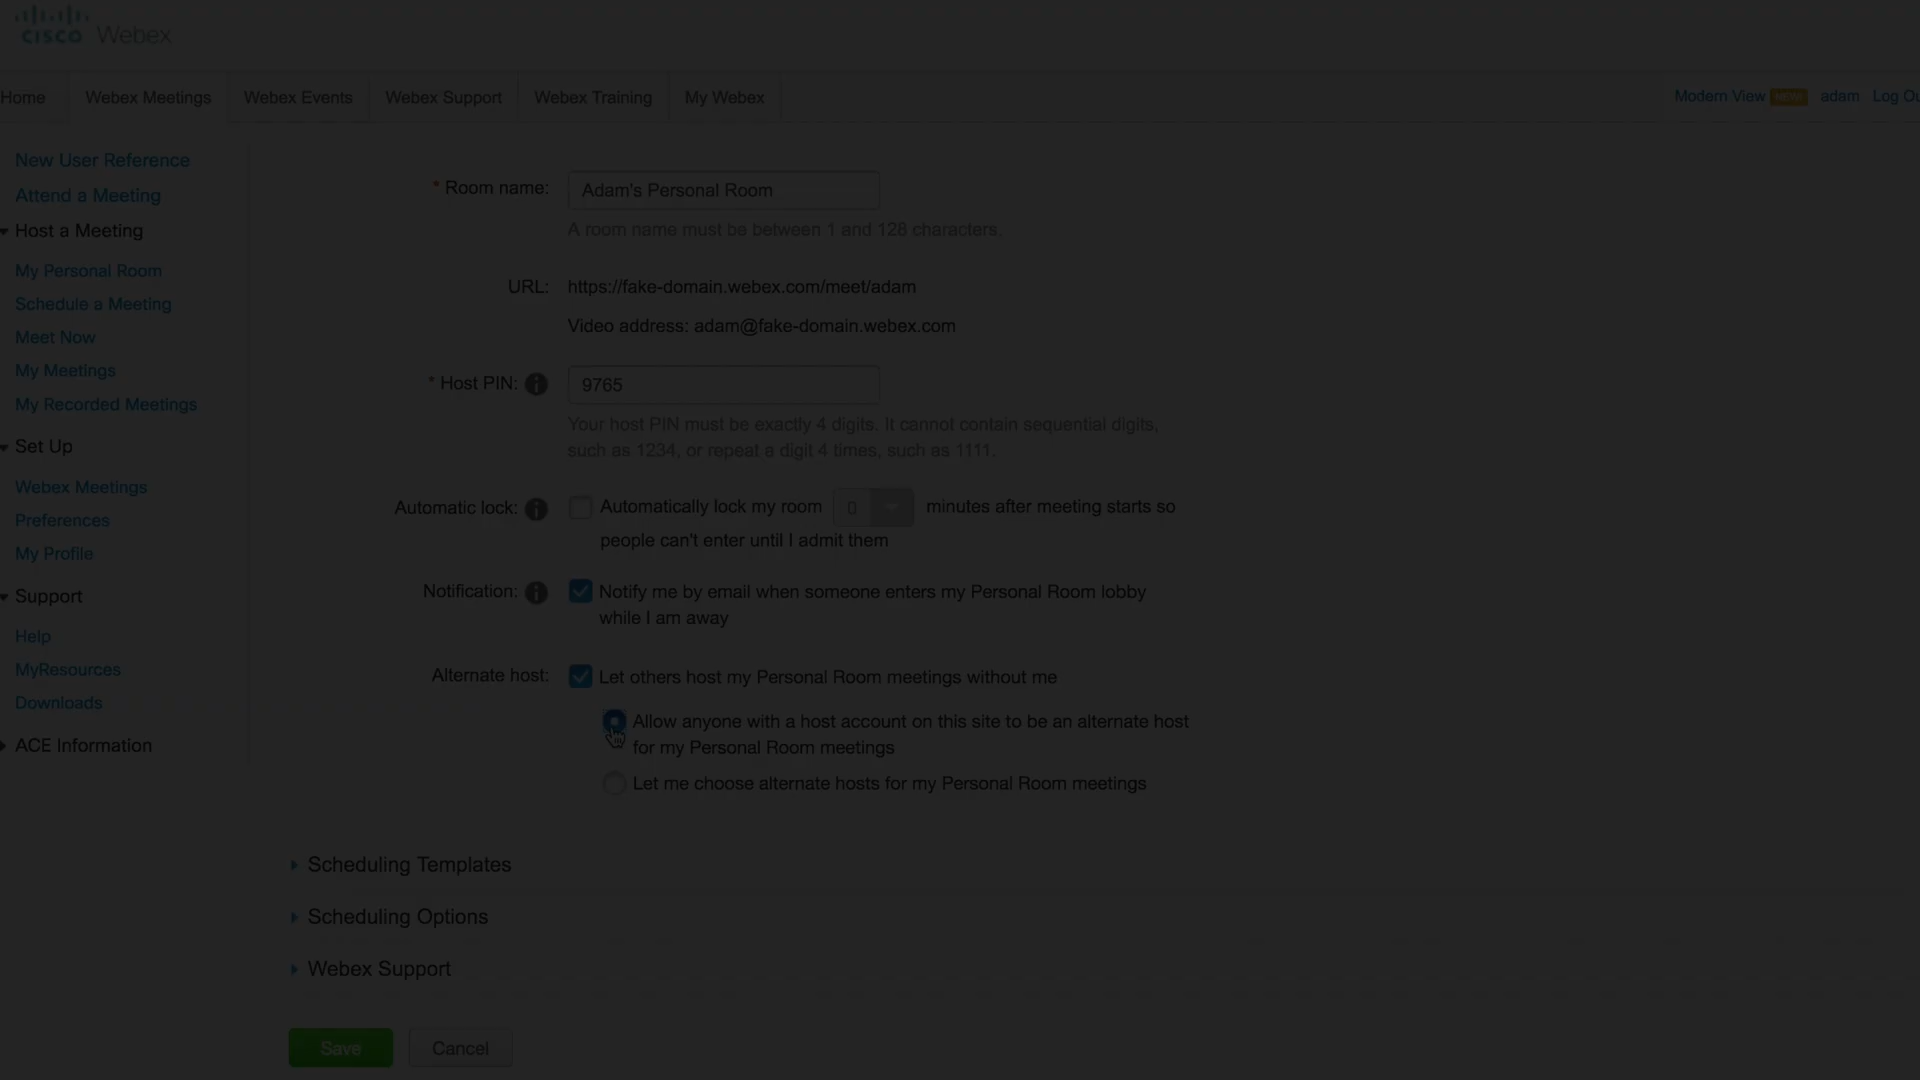 CISCO Webex
Home
Webex Meetings
Webex Events
Webex Support
Webex Training
My Webex
Modern View NEW!
adam
Log Ou
New User Reference
Attend a Meeting
Host a Meeting
My Personal Room
Schedule a Meeting
Meet Now
My Meetings
My Recorded Meetings
Set Up
Webex Meetings
Preferences
My Profile
Support
Help
MyResources
Downloads
ACE Information
* Room name: Adam's Personal Room
A room name must be between 1 and 128 characters.
URL: https://fake-domain.webex.com/meet/adam
Video address: adam@fake-domain.webex.com
* Host PIN: 9765
Your host PIN must be exactly 4 digits. It cannot contain sequential digits,
such as 1234, or repeat a digit 4 times, such as 1111.
Automatic lock: Automatically lock my room 0 minutes after meeting starts so
people can't enter until I admit them
Notification: Notify me by email when someone enters my Personal Room lobby
while I am away
Alternate host: Let others host my Personal Room meetings without me
Allow anyone with a host account on this site to be an alternate host
for my Personal Room meetings
Let me choose alternate hosts for my Personal Room meetings
Scheduling Templates
Scheduling Options
Webex Support
Save
Cancel